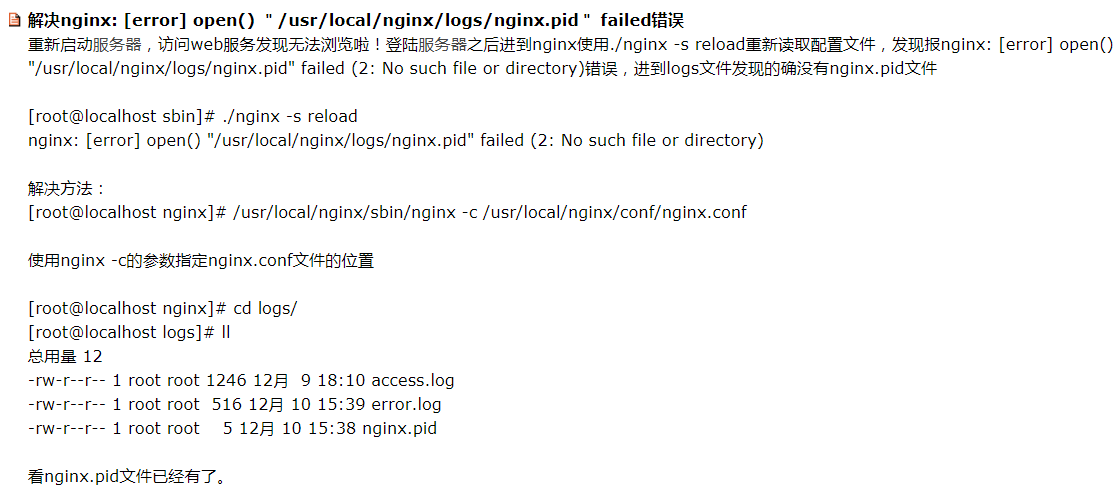 解决nginx: [error] open() ＂/usr/local/nginx/logs/nginx.pid＂ failed错误
重新启动服务器，访问web服务发现无法浏览啦！登陆服务器之后进到nginx使用./nginx -s reload重新读取配置文件，发现报nginx: [error] open()
"/usr/local/nginx/logs/nginx.pid" failed (2: No such file or directory)错误，进到logs文件发现的确没有nginx.pid文件
[root@localhost sbin]# ./nginx -s reload
nginx: [error] open() "/usr/local/nginx/logs/nginx.pid" failed (2: No such file or directory)
解决方法：
[root@localhost nginx]# /usr/local/nginx/sbin/nginx -c /usr/local/nginx/conf/nginx.conf
使用nginx -c的参数指定nginx.conf文件的位置
[root@localhost nginx]# cd logs/
[root@localhost logs]# ll
总用量 12
-rw-r--r-- 1 root root 1246 12月  9 18:10 access.log
-rw-r--r-- 1 root root  516 12月 10 15:39 error.log
-rw-r--r-- 1 root root    5 12月 10 15:38 nginx.pid
看nginx.pid文件已经有了。